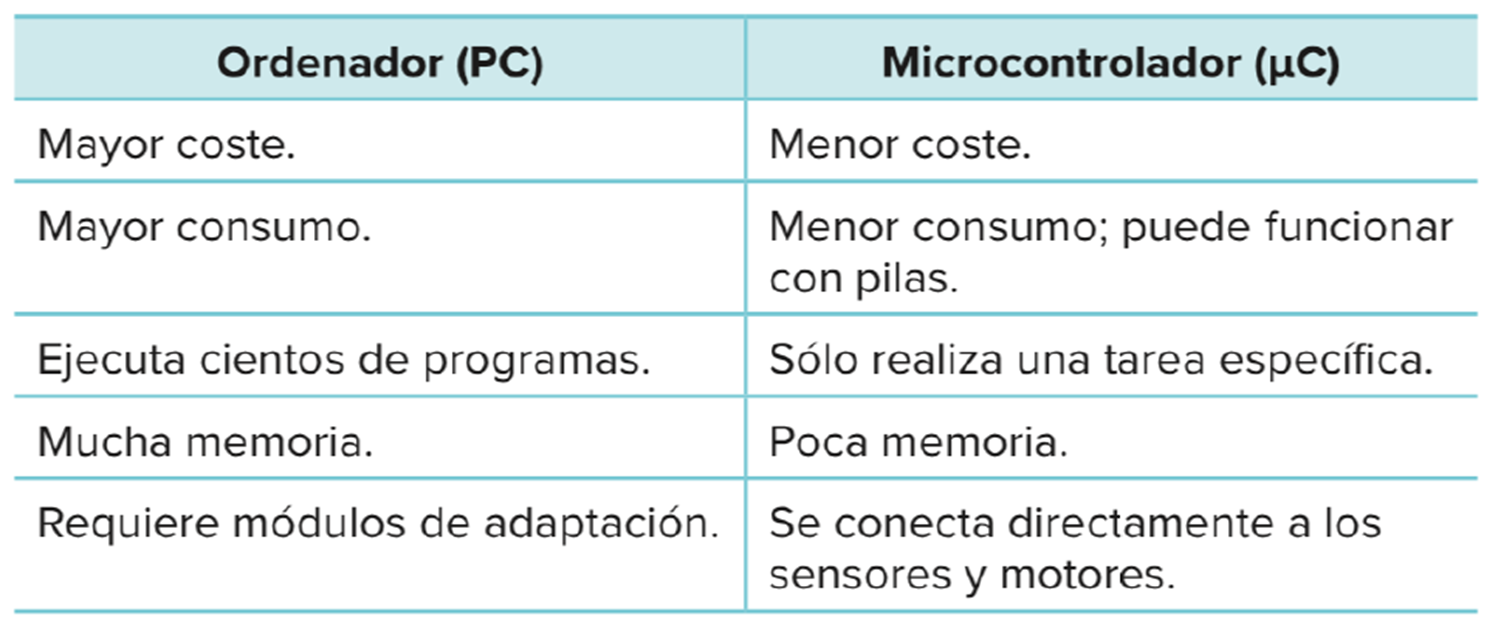 Ordenador (PC)
Microcontrolador (µC)
Mayor coste.
Menor coste.
Mayor consumo.
Menor consumo; puede funcionar
con pilas.
Ejecuta cientos de programas.
Sólo realiza una tarea específica.
Mucha memoria.
Poca memoria.
Requiere módulos de adaptación.
Se conecta directamente a los
sensores y motores.